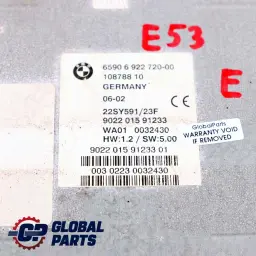 E53
E
BMW
6590 6 922 720-00
108788 10
GERMANY
06-02
CE
22SY591/23F
9022 015 91233
WA01 0032430
HW:1.2 / SW:5.00
9022 015 91233 01
003 0223 0032430
GlobalParts
WARRANTY VOID
IF REMOVED
GLOBAL
PARTS